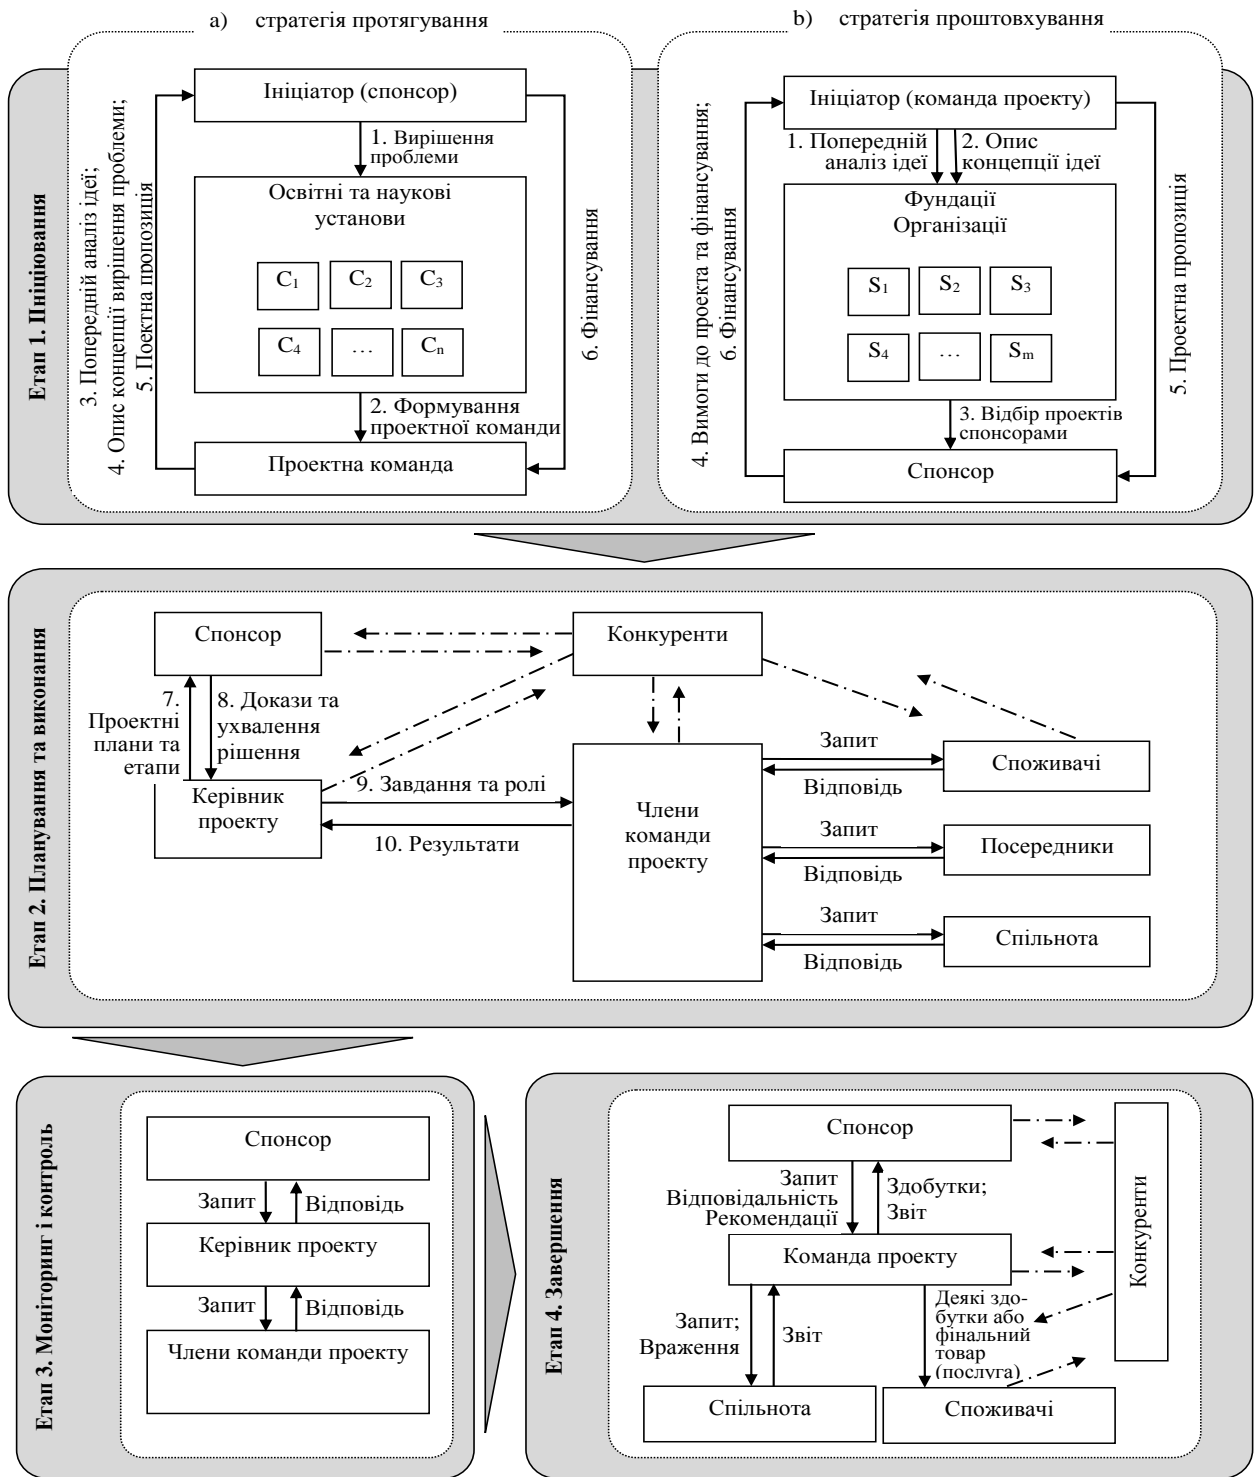 a) стратегія протягування
b) стратегія проштовхування
Етап 1. Ініціювання
3. Попередній аналіз ідеї;
4. Опис концепції вирішення проблеми;
5. Поектна пропозиція
Ініціатор (спонсор)
1. Вирішення
проблеми
Освітні та наукові
установи
C1
C2
C3
C4
…
Cn
2. Формування
проектної команди
Проектна команда
6. Фінансування
4. Вимоги до проекта та фінансування;
6. Фінансування
Ініціатор (команда проекту)
1. Попередній
аналіз ідеї
2. Опис
концепції ідеї
Фундації
Організації
S1
S2
S3
S4
…
Sm
3. Відбір проектів
спонсорами
Спонсор
5. Проектна пропозиція
Етап 2. Планування та виконання
Спонсор
Конкуренти
7.
Проектні
плани та
етапи
8. Докази та
ухвалення
рішення
Керівник
проекту
9. Завдання та ролі
10. Результати
Члени
команди
проекту
Запит
Відповідь
Споживачі
Запит
Відповідь
Посередники
Запит
Відповідь
Спільнота
Етап 3. Моніторинг і контроль
Спонсор
Запит
Відповідь
Керівник проекту
Запит
Відповідь
Члени команди проекту
Етап 4. Завершення
Спонсор
Запит
Відповідальність
Рекомендації
Здобутки;
Звіт
Команда проекту
Запит;
Враження
Звіт
Деякі здо-
бутки або
фінальний
товар
(послуга)
Спільнота
Споживачі
Конкуренти